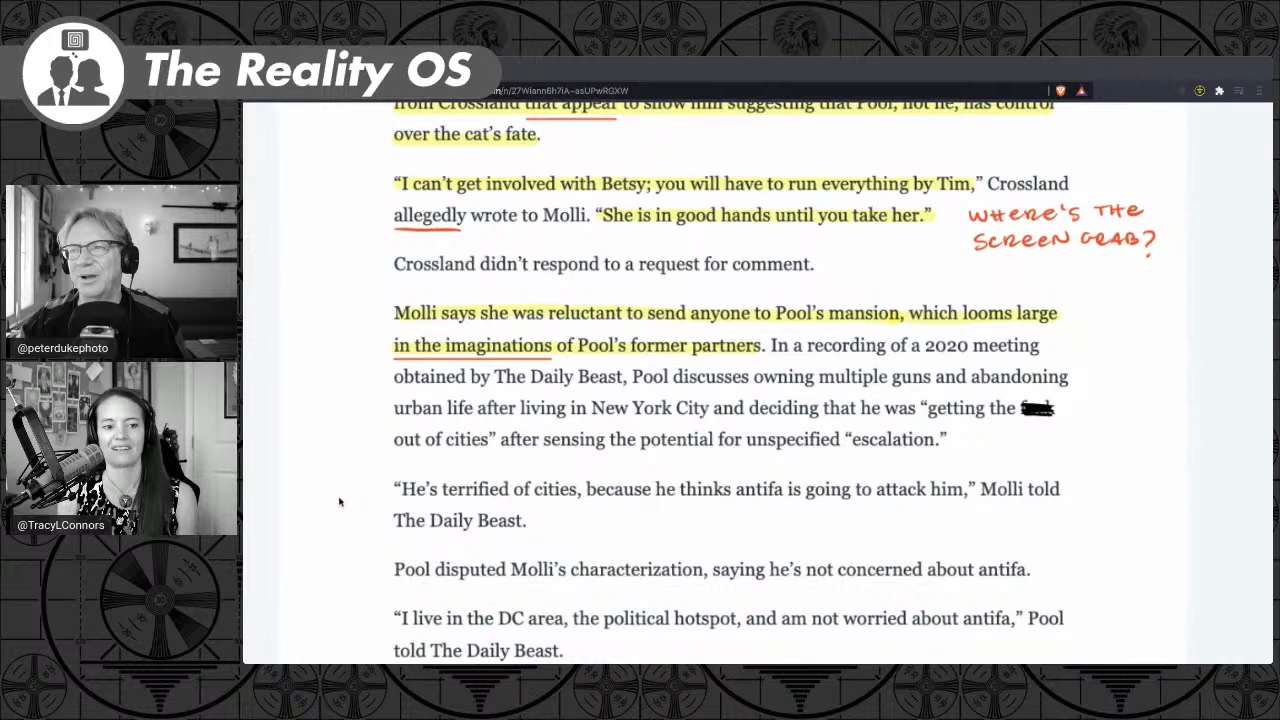 The Reality OS
n/27Wiann6h7iA-asUPwRGXW
from Crossland that appear to show him suggesting that Pool, not he, has control
over the cat's fate.
“I can't get involved with Betsy; you will have to run everything by Tim,” Crossland
allegedly wrote to Molli. “She is in good hands until you take her.”
WHERE'S THE
SCREEN GRAB?
Crossland didn't respond to a request for comment.
Molli says she was reluctant to send anyone to Pool's mansion, which looms large
in the imaginations of Pool's former partners. In a recording of a 2020 meeting
obtained by The Daily Beast, Pool discusses owning multiple guns and abandoning
urban life after living in New York City and deciding that he was “getting the
out of cities” after sensing the potential for unspecified “escalation.”
“He's terrified of cities, because he thinks antifa is going to attack him,” Molli told
The Daily Beast.
Pool disputed Molli's characterization, saying he's not concerned about antifa.
“I live in the DC area, the political hotspot, and am not worried about antifa,” Pool
told The Daily Beast.
@peterdukephoto
@TracyLConnors